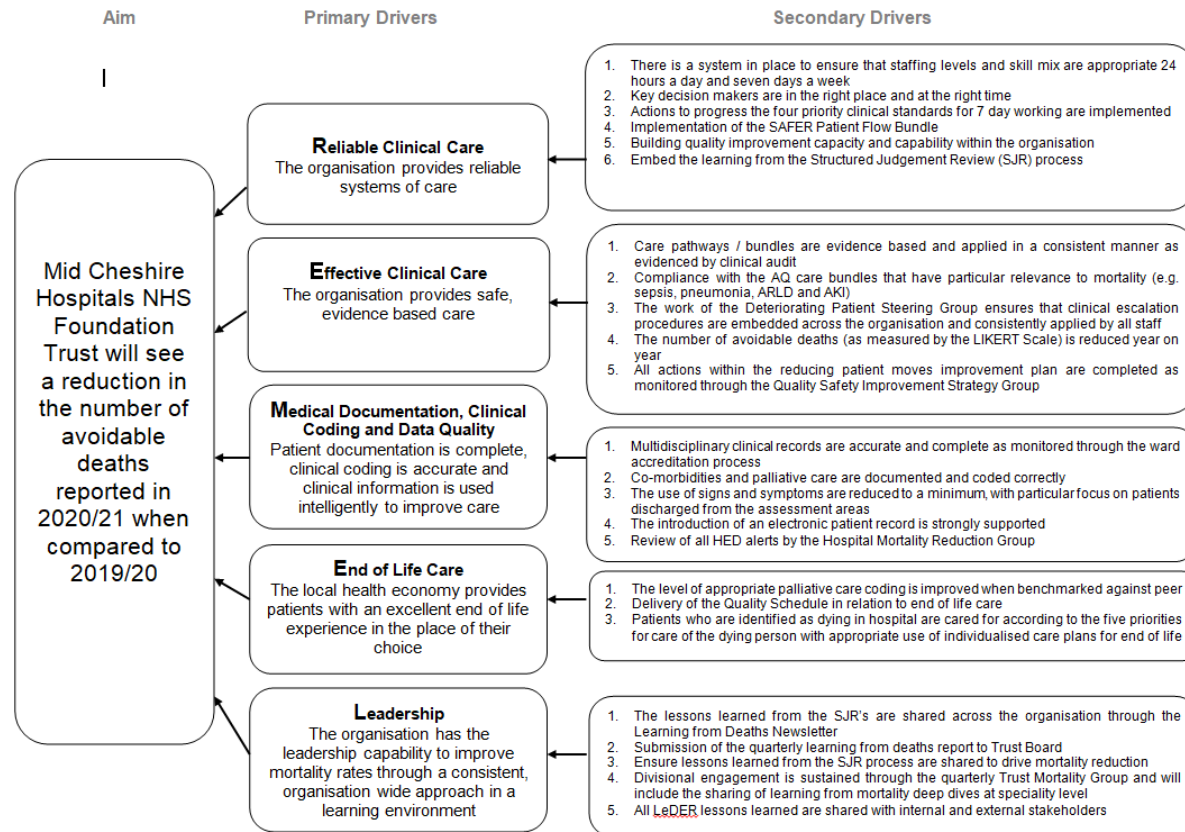 Aim
Primary Drivers
Secondary Drivers
I
Mid Cheshire
Hospitals NHS
Foundation
Trust will see
a reduction in
the number of
avoidable
deaths
reported in
2020/21 when
compared to
2019/20
Reliable Clinical Care
The organisation provides reliable
systems of care
1. There is a system in place to ensure that staffing levels and skill mix are appropriate 24
hours a day and seven days a week
2. Key decision makers are in the right place and at the right time
3. Actions to progress the four priority clinical standards for 7 day working are implemented
4. Implementation of the SAFER Patient Flow Bundle
5. Building quality improvement capacity and capability within the organisation
6. Embed the learning from the Structured Judgement Review (SJR) process
Effective Clinical Care
The organisation provides safe,
evidence based care
1. Care pathways / bundles are evidence based and applied in a consistent manner as
evidenced by clinical audit
2. Compliance with the AQ care bundles that have particular relevance to mortality (e.g.
sepsis, pneumonia, ARLD and AKI)
3. The work of the Deteriorating Patient Steering Group ensures that clinical escalation
procedures are embedded across the organisation and consistently applied by all staff
4. The number of avoidable deaths (as measured by the LIKERT Scale) is reduced year on
year
5. All actions within the reducing patient moves improvement plan are completed as
monitored through the Quality Safety Improvement Strategy Group
Medical Documentation, Clinical
Coding and Data Quality
Patient documentation is complete,
clinical coding is accurate and
clinical information is used
intelligently to improve care
1. Multidisciplinary clinical records are accurate and complete as monitored through the ward
accreditation process
2. Co-morbidities and palliative care are documented and coded correctly
3. The use of signs and symptoms are reduced to a minimum, with particular focus on patients
discharged from the assessment areas
4. The introduction of an electronic patient record is strongly supported
5. Review of all HED alerts by the Hospital Mortality Reduction Group
End of Life Care
The local health economy provides
patients with an excellent end of life
experience in the place of their
choice
1. The level of appropriate palliative care coding is improved when benchmarked against peer
2. Delivery of the Quality Schedule in relation to end of life care
3. Patients who are identified as dying in hospital are cared for according to the five priorities
for care of the dying person with appropriate use of individualised care plans for end of life
Leadership
The organisation has the
leadership capability to improve
mortality rates through a consistent,
organisation wide approach in a
learning environment
1. The lessons learned from the SJR's are shared across the organisation through the
Learning from Deaths Newsletter
2. Submission of the quarterly learning from deaths report to Trust Board
3. Ensure lessons learned from the SJR process are shared to drive mortality reduction
4. Divisional engagement is sustained through the quarterly Trust Mortality Group and will
include the sharing of learning from mortality deep dives at speciality level
5. All LeDER lessons learned are shared with internal and external stakeholders